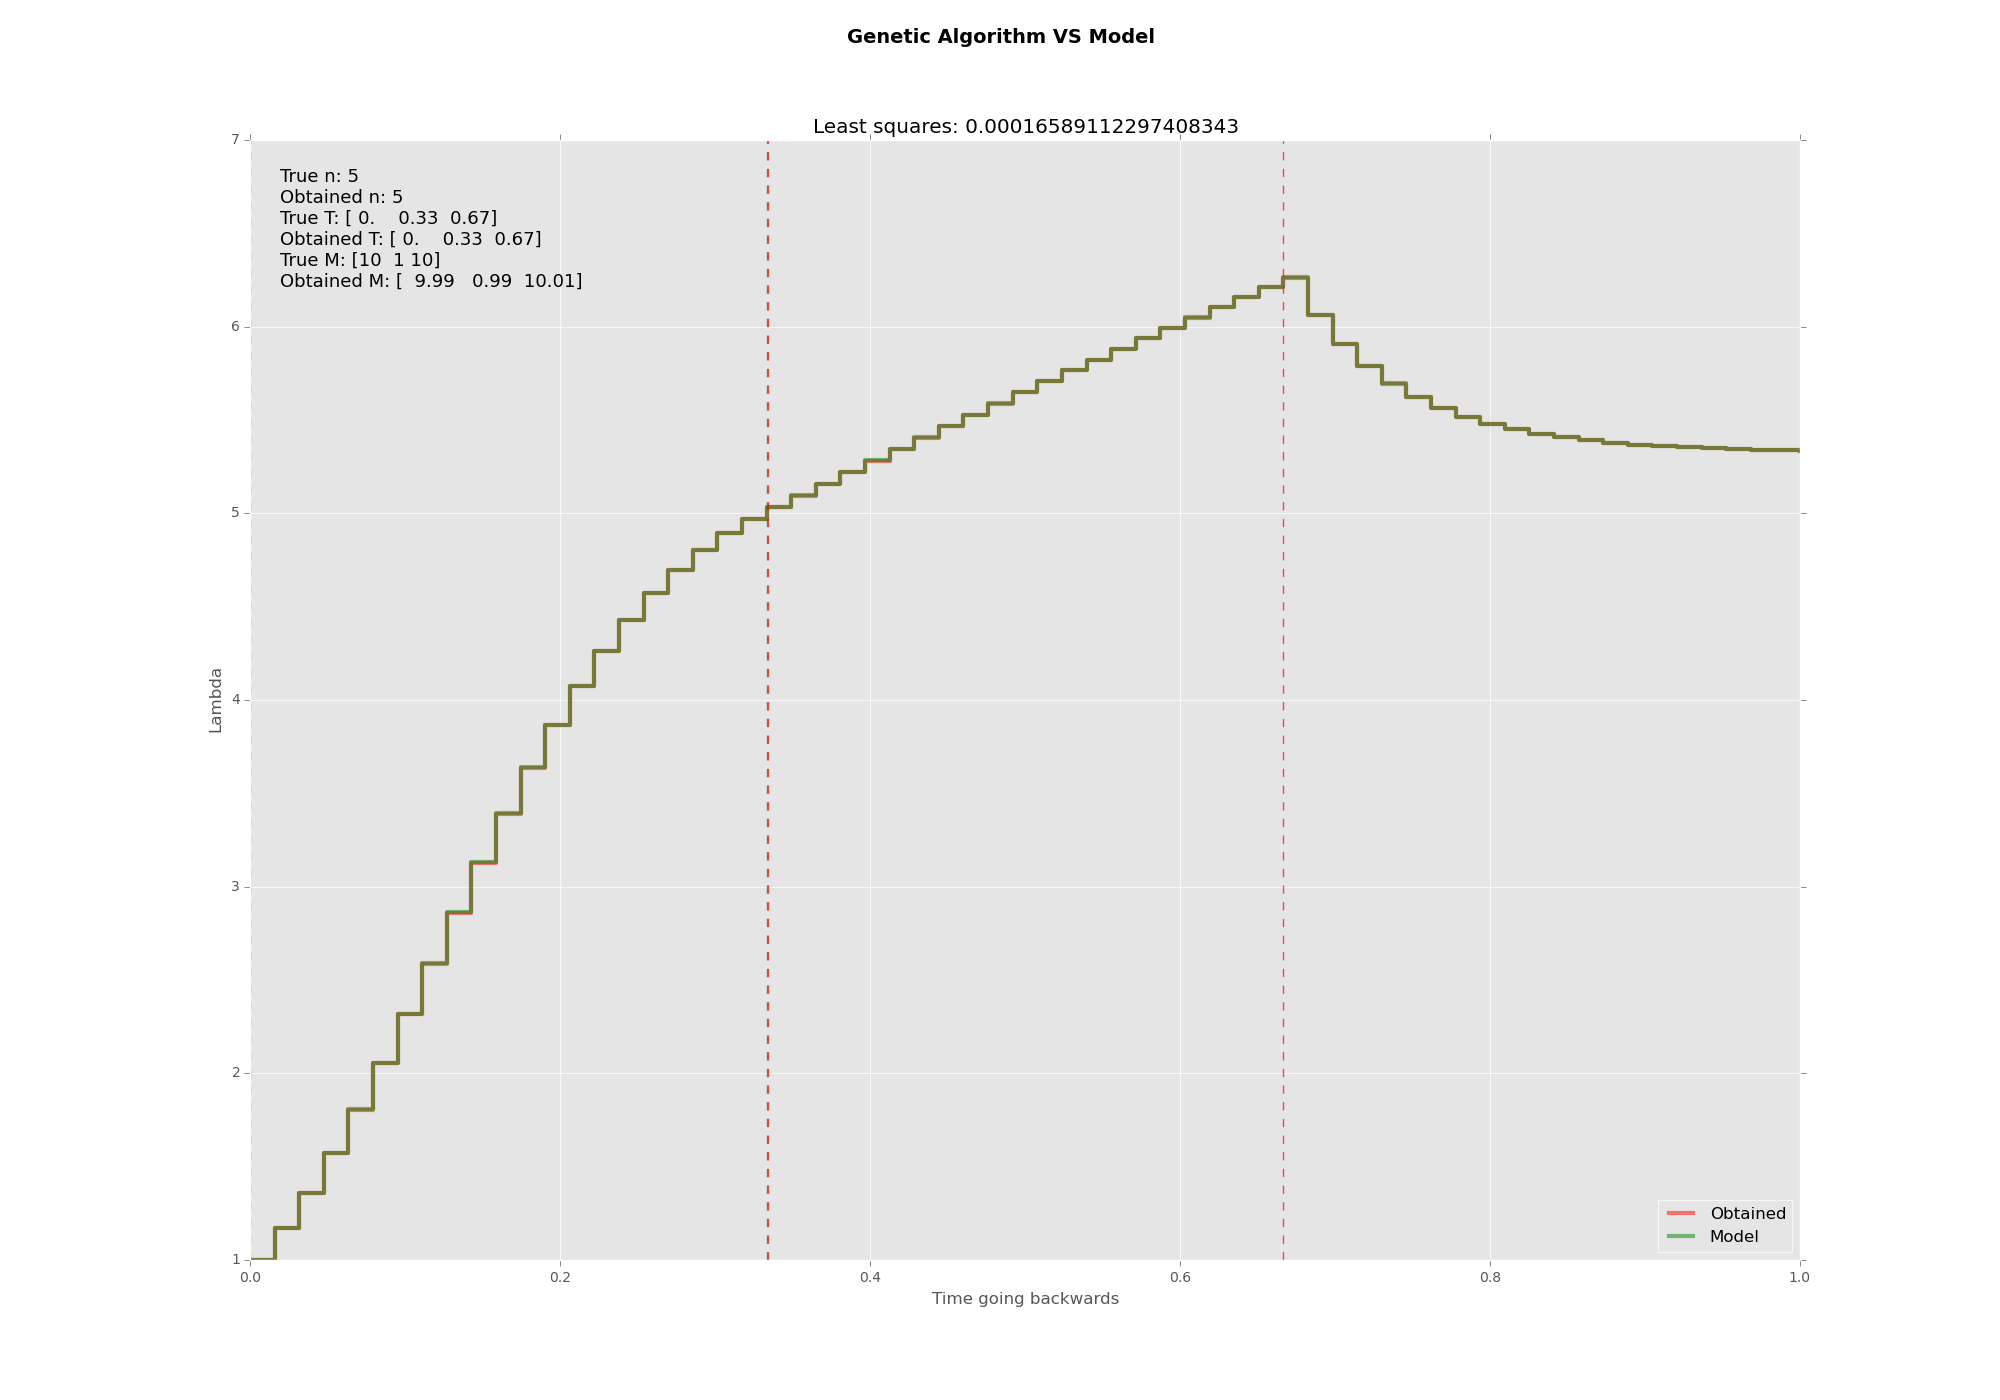 Genetic Algorithm VS Model
Least squares: 0.00016589112297408343
True n: 5
Obtained n: 5
True T: [ 0.    0.33  0.67]
Obtained T: [ 0.    0.33  0.67]
True M: [10  1 10]
Obtained M: [  9.99   0.99  10.01]
7
6
5
4
3
2
1
Lambda
0.0 0.2 0.4 0.6 0.8 1.0
Time going backwards
Obtained
Model